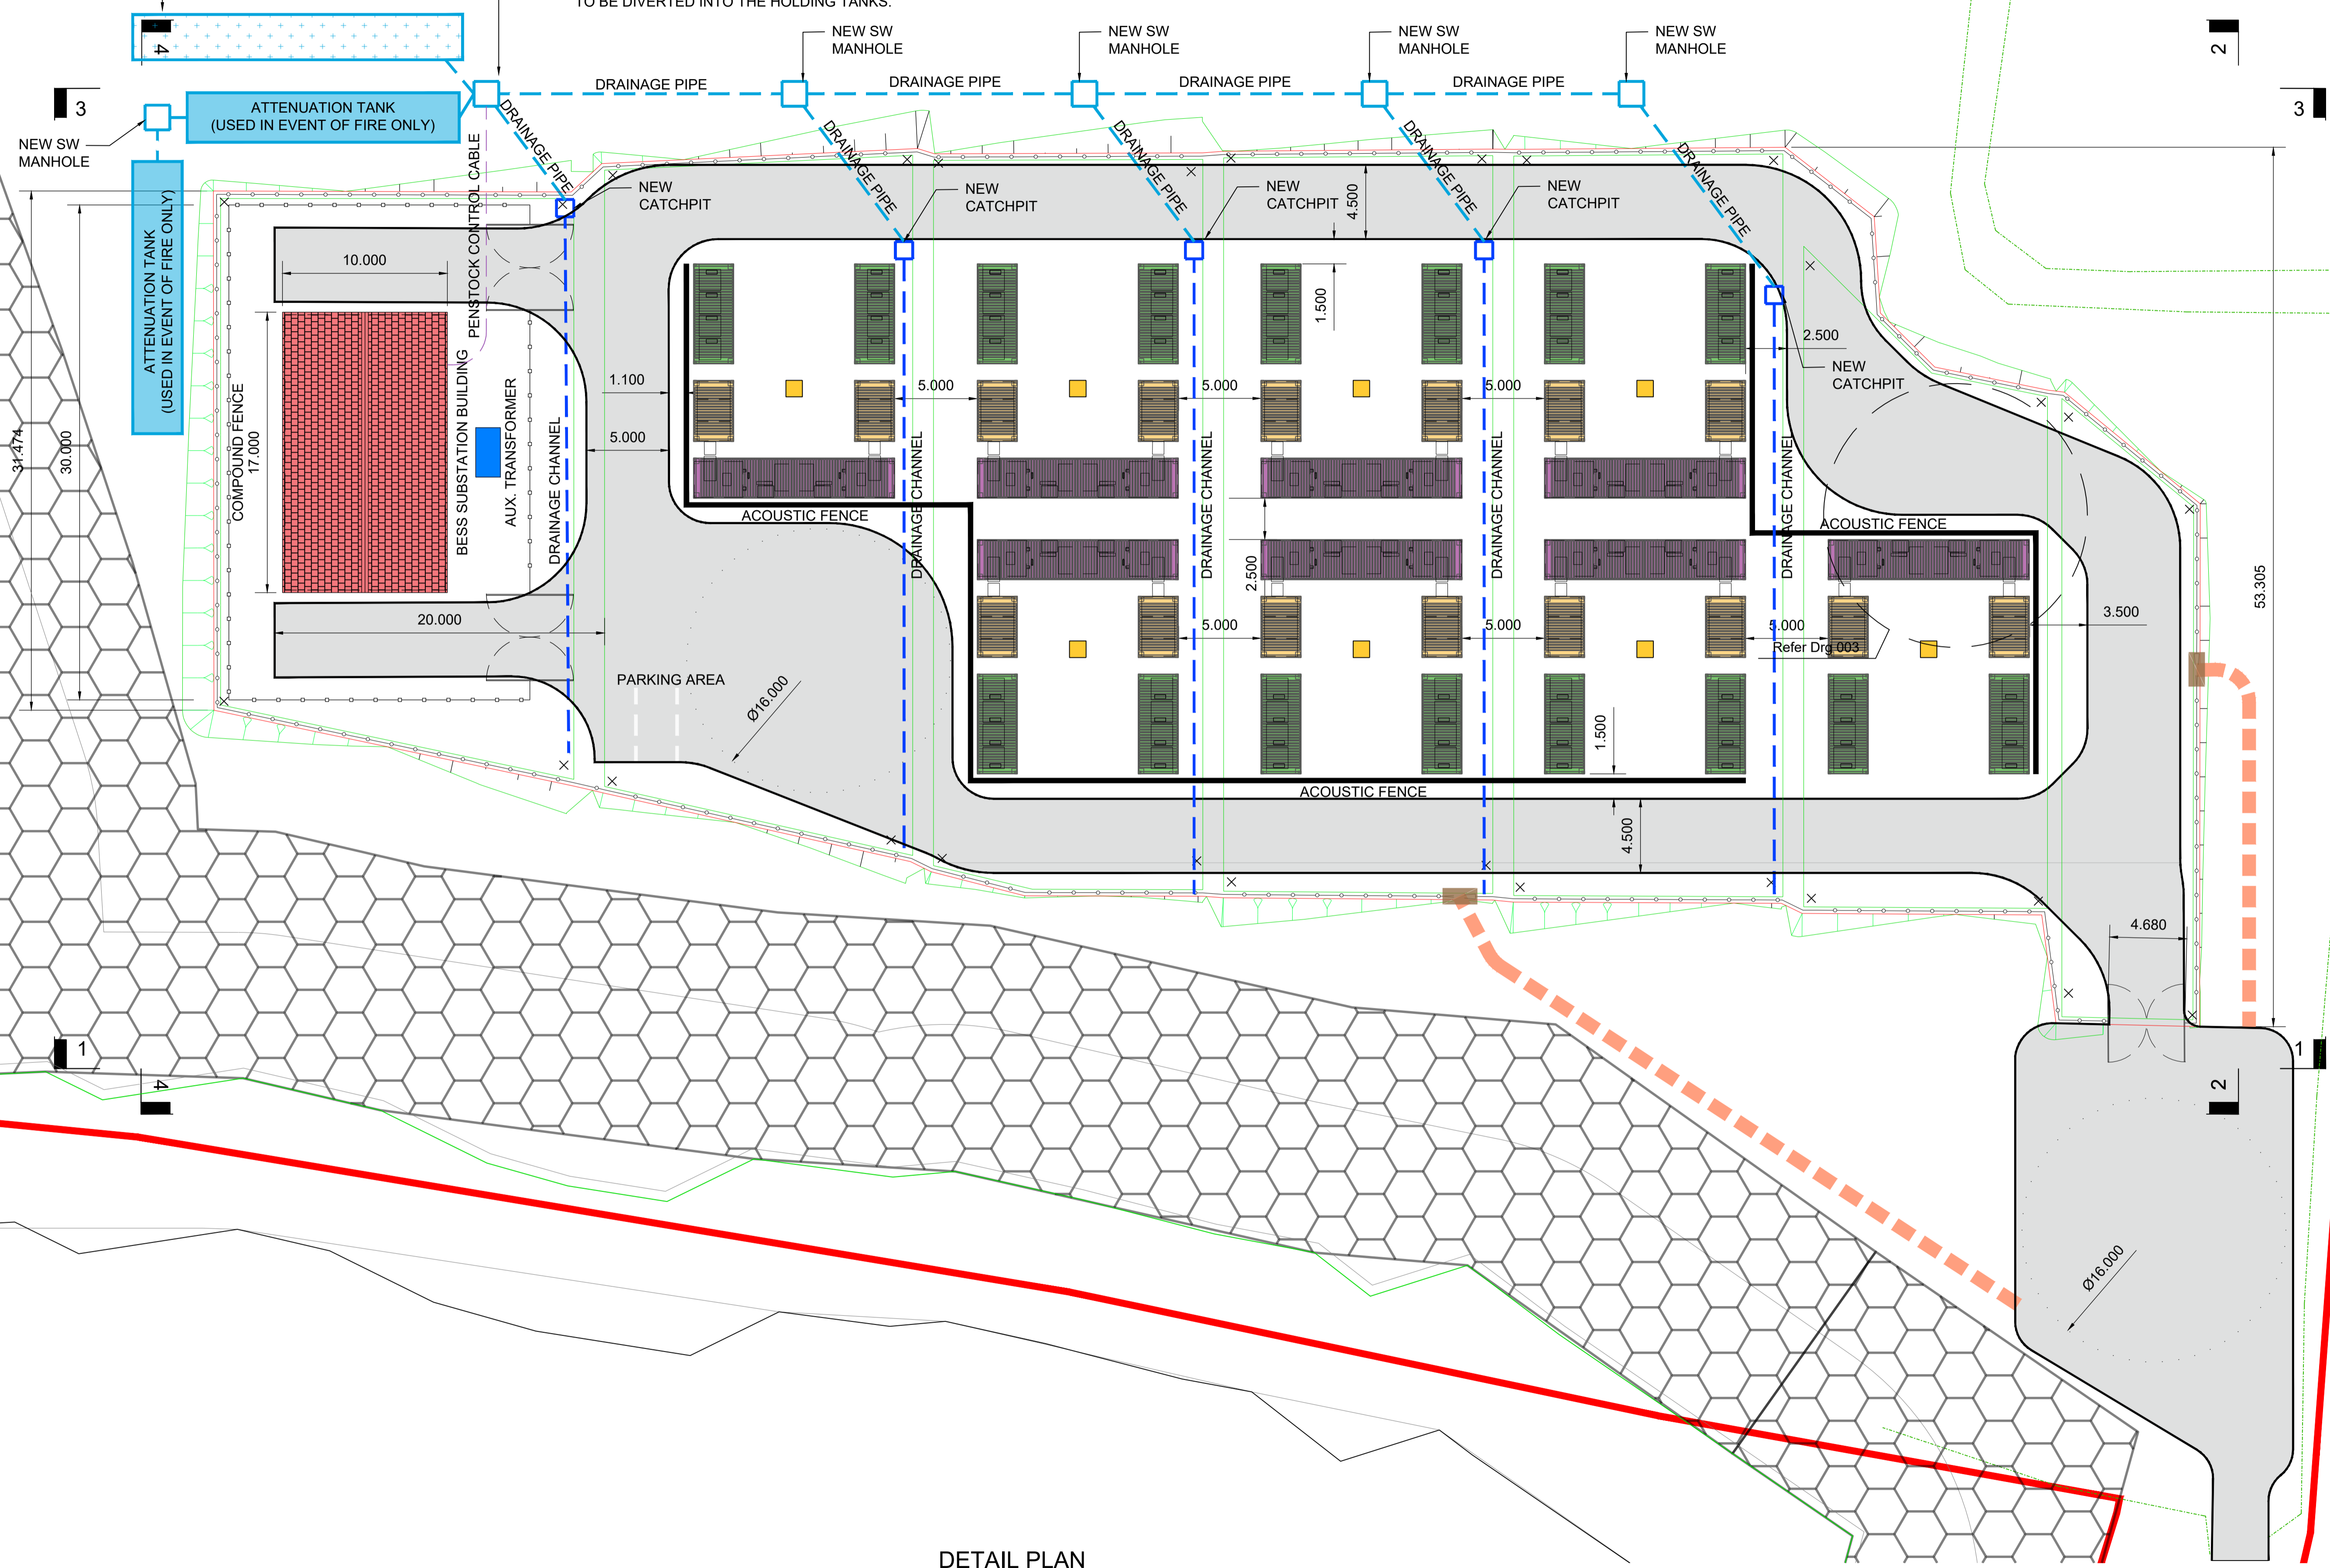 TO BE DIVERTED INTO THE HOLDING TANKS.
4
2
NEW SW
MANHOLE
NEW SW
MANHOLE
NEW SW
MANHOLE
NEW SW
MANHOLE
3
3
DRAINAGE PIPE
DRAINAGE PIPE
DRAINAGE PIPE
DRAINAGE PIPE
ATTENUATION TANK
(USED IN EVENT OF FIRE ONLY)
NEW SW
MANHOLE
DRAINAGE PIPE
DRAINAGE PIPE
DRAINAGE PIPE
DRAINAGE PIPE
DRAINAGE PIPE
ATTENUATION TANK
(USED IN EVENT OF FIRE ONLY)
PENSTOCK CONTROL CABLE
NEW
CATCHPIT
NEW
CATCHPIT
NEW
CATCHPIT
NEW
CATCHPIT
4.500
10.000
1.500
2.500
NEW
CATCHPIT
1.100
5.000
5.000
5.000
5.000
31.474
30.000
COMPOUND FENCE
17.000
BESS SUBSTATION BUILDING
AUX. TRANSFORMER
DRAINAGE CHANNEL
DRAINAGE CHANNEL
DRAINAGE CHANNEL
DRAINAGE CHANNEL
DRAINAGE CHANNEL
ACOUSTIC FENCE
ACOUSTIC FENCE
2.500
53.305
20.000
5.000
5.000
5.000
3.500
Refer Drg 003
PARKING AREA
Ø16.000
1.500
ACOUSTIC FENCE
4.500
4.680
1
1
4
2
Ø16.000
DETAIL PLAN